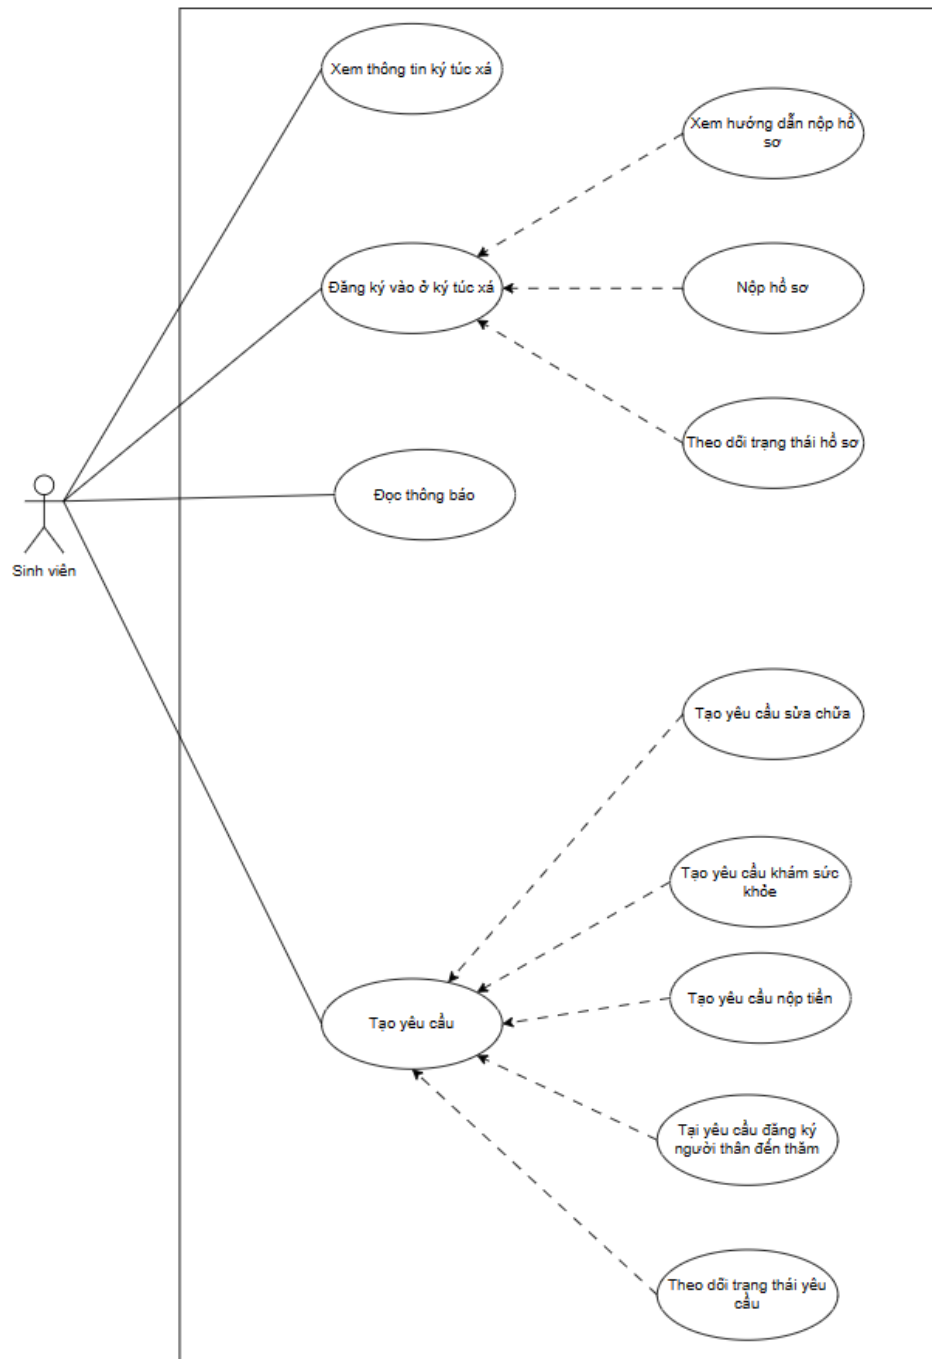 Xem thông tin ký túc xá
Xem hướng dẫn nộp hồ
sơ
Đăng ký vào ở ký túc xá
Nộp hồ sơ
Theo dõi trạng thái hồ sơ
Đọc thông báo
Sinh viên
Tạo yêu cầu sửa chữa
Tạo yêu cầu khám sức
khỏe
Tạo yêu cầu nộp tiền
Tạo yêu cầu
Tại yêu cầu đăng ký
người thân đến thăm
Theo dõi trạng thái yêu
cầu